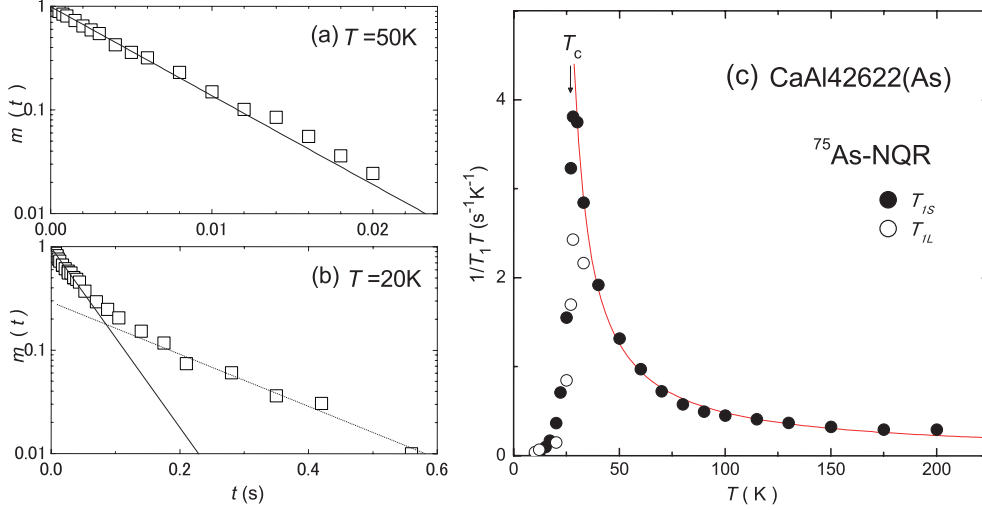 (a) T =50K
m ( t )
1
0.1
0.01
0.00 0.01 0.02
(b) T =20K
m ( t )
1
0.1
0.01
0.0 0.2 0.4 0.6
t (s)
(c) CaAl42622(As)
Tc
⁷⁵As-NQR
T1S
T1L
1/T₁T (s⁻¹K⁻¹)
4
2
0
0 50 100 150 200
T ( K )